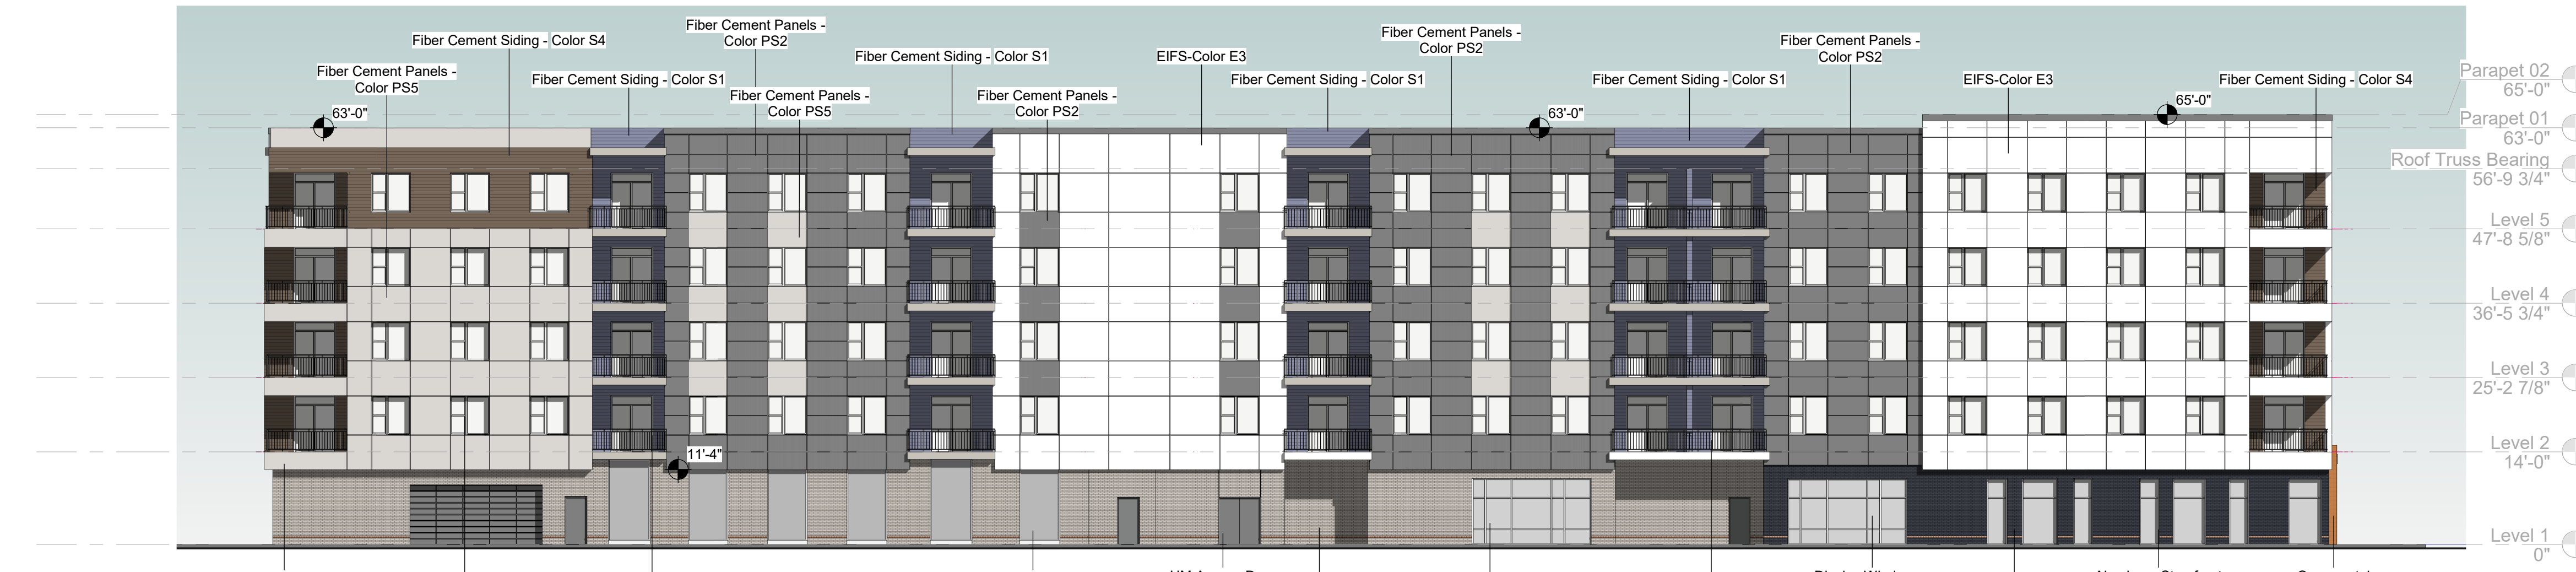 Fiber Cement Panels -
Color PS2
Fiber Cement Panels -
Color PS2
Fiber Cement Siding - Color S4
Fiber Cement Panels -
Color PS2
Fiber Cement Siding - Color S1
EIFS-Color E3
Fiber Cement Panels -
Color PS5
Fiber Cement Siding - Color S1
Fiber Cement Siding - Color S1
Fiber Cement Siding - Color S1
EIFS-Color E3
Fiber Cement Siding - Color S4
Fiber Cement Panels -
Color PS5
Fiber Cement Panels -
Color PS2
63'-0"
63'-0"
65'-0"
11'-4"
Parapet 02
65'-0"
Parapet 01
63'-0"
Roof Truss Bearing
56'-9 3/4"
Level 5
47'-8 5/8"
Level 4
36'-5 3/4"
Level 3
25'-2 7/8"
Level 2
14'-0"
Level 1
0"